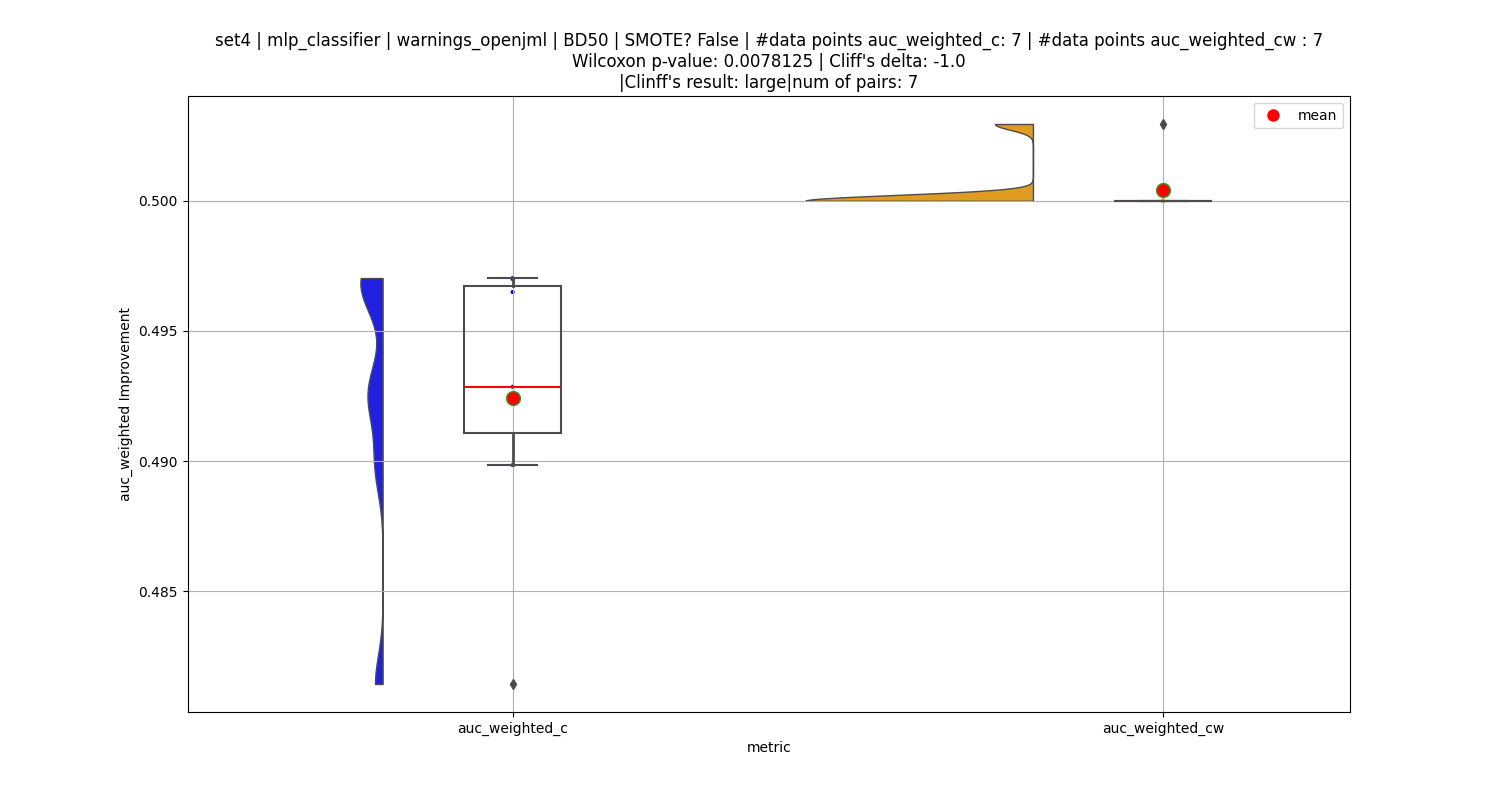 set4 | mlp_classifier | warnings_openjml | BD50 | SMOTE? False | #data points auc_weighted_c: 7 | #data points auc_weighted_cw : 7
Wilcoxon p-value: 0.0078125 | Cliff's delta: -1.0
|Clinff's result: large|num of pairs: 7
mean
0.500
0.495
0.490
0.485
auc_weighted Improvement
auc_weighted_c
auc_weighted_cw
metric